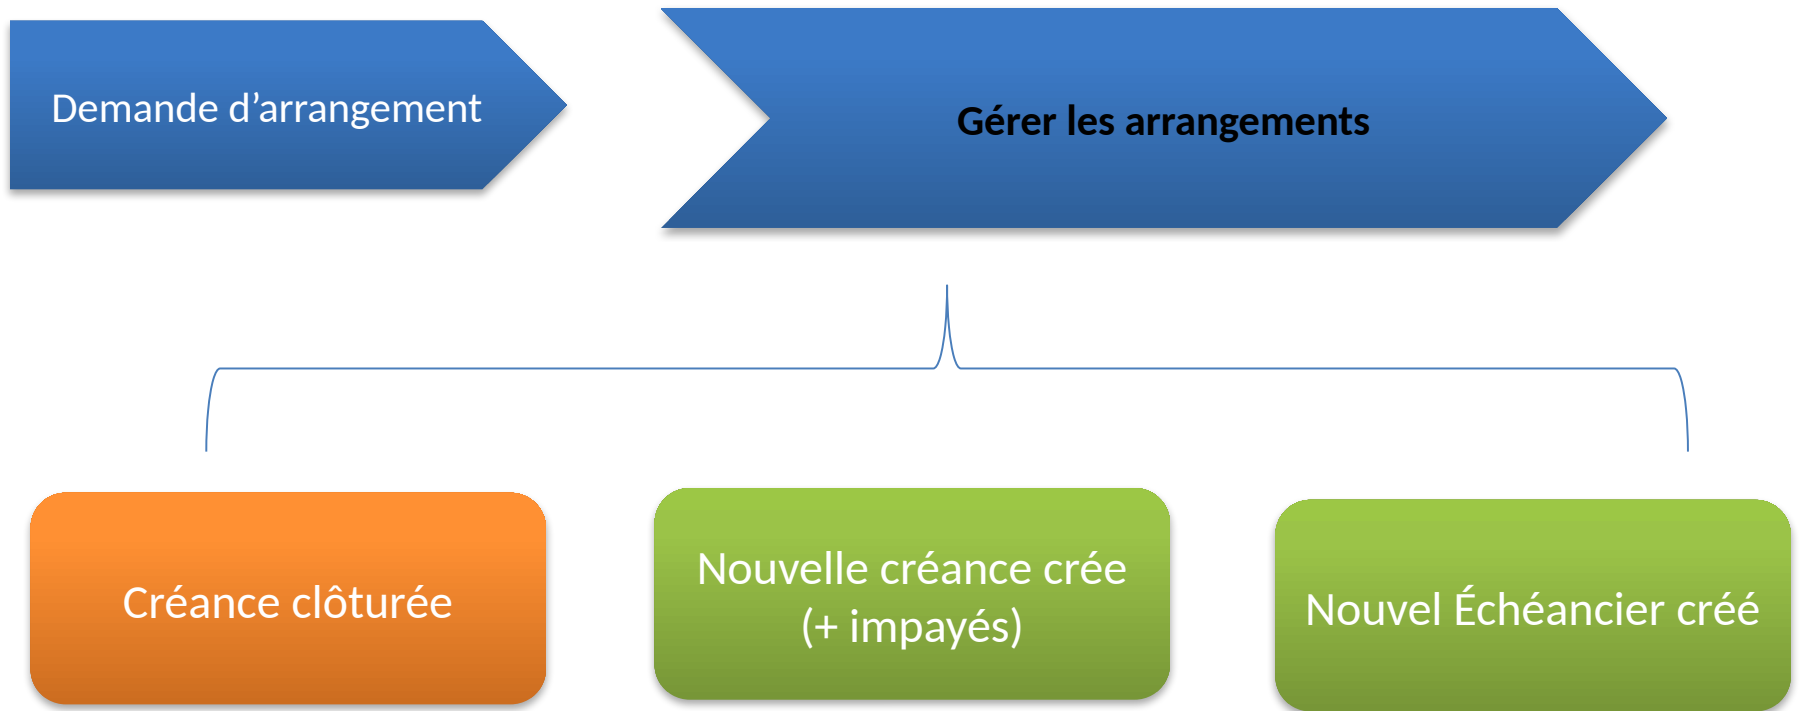 Demande d’arrangement
Gérer les arrangements
Créance clôturée
Nouvelle créance crée
(+ impayés)
Nouvel Échéancier créé